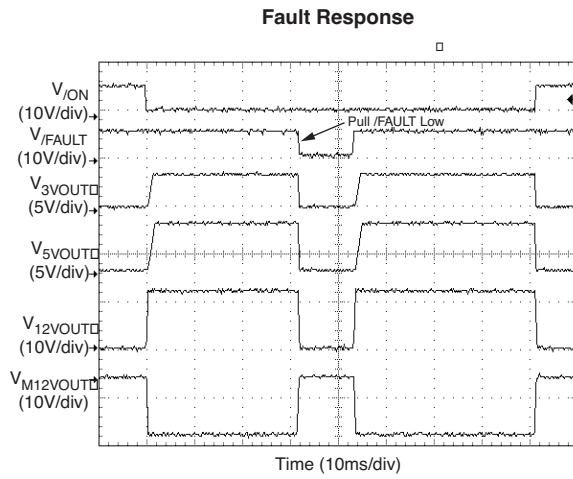 Fault Response
V/ON
(10V/div)
V/FAULT
(10V/div)
Pull /FAULT Low
V3VOUT
(5V/div)
V5VOUT
(5V/div)
V12VOUT
(10V/div)
VM12VOUT
(10V/div)
Time (10ms/div)